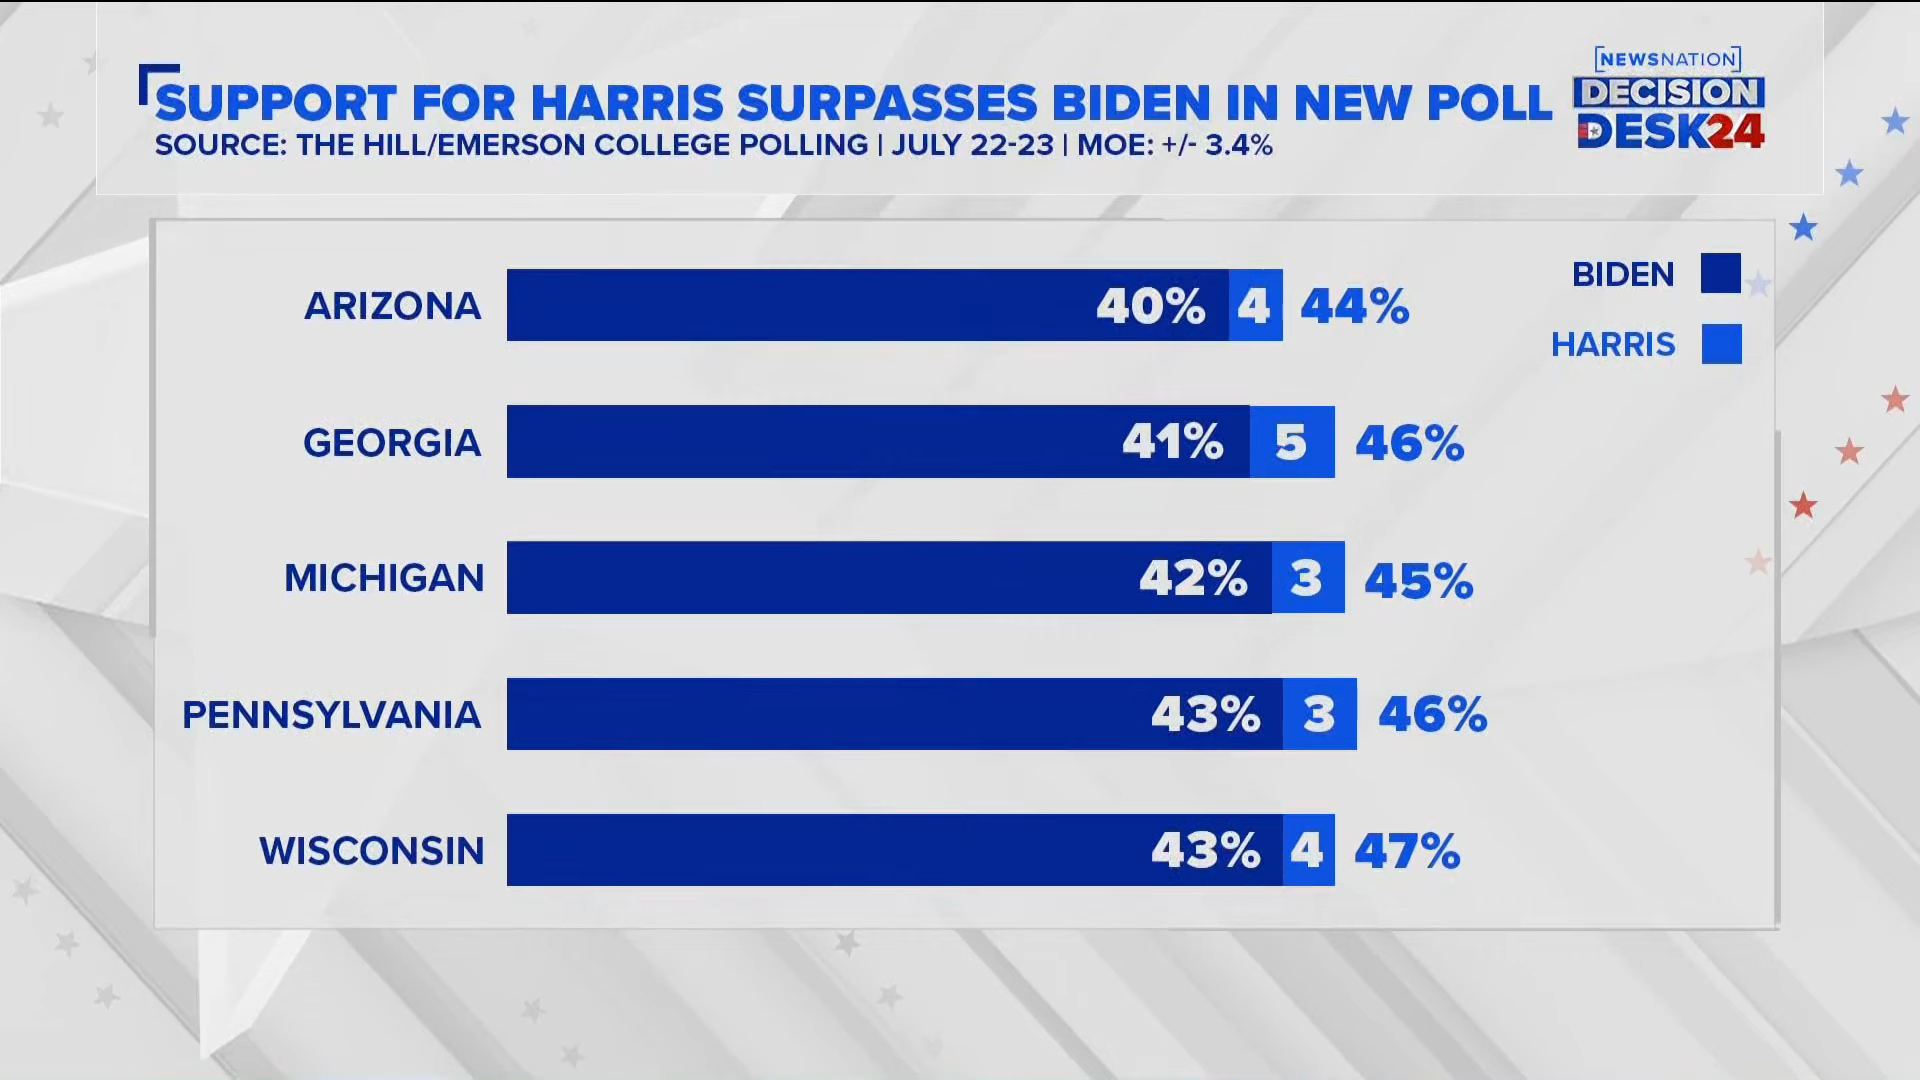 SUPPORT FOR HARRIS SURPASSES BIDEN IN NEW POLL
SOURCE: THE HILL/EMERSON COLLEGE POLLING | JULY 22-23 | MOE: +/- 3.4%
[NEWSNATION]
DECISION
DESK24
BIDEN
HARRIS
ARIZONA 40% 4 44%
GEORGIA 41% 5 46%
MICHIGAN 42% 3 45%
PENNSYLVANIA 43% 3 46%
WISCONSIN 43% 4 47%